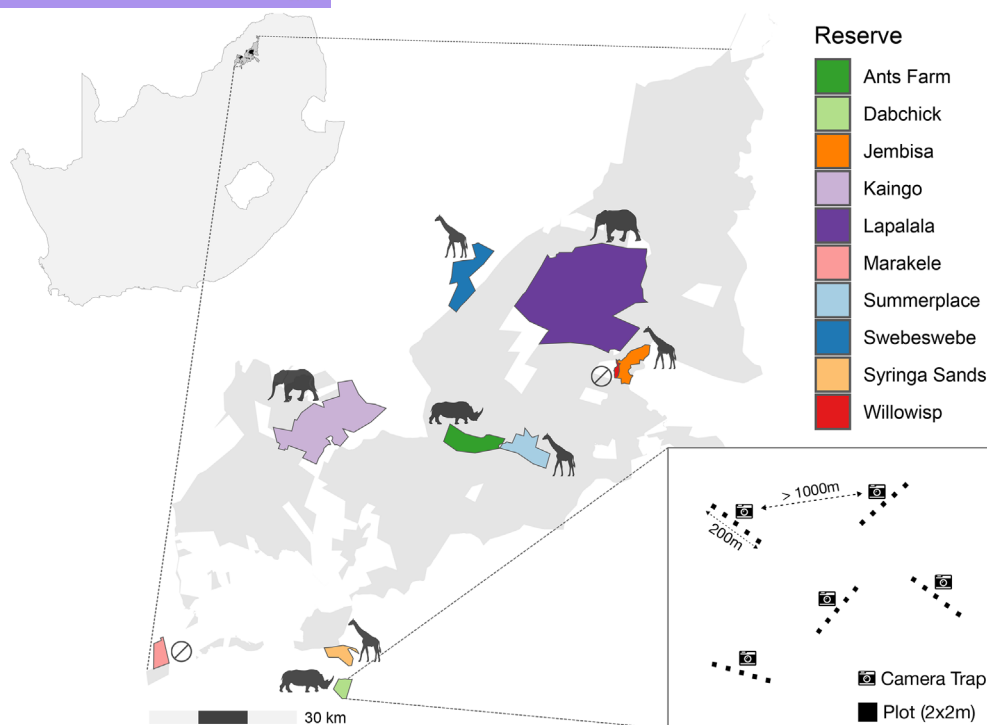 Reserve
Ants Farm
Dabchick
Jembisa
Kaingo
Lapalala
Marakele
Summerplace
Swebeswebe
Syringa Sands
Willowisp
> 1000m
200m
Camera Trap
Plot (2x2m)
30 km